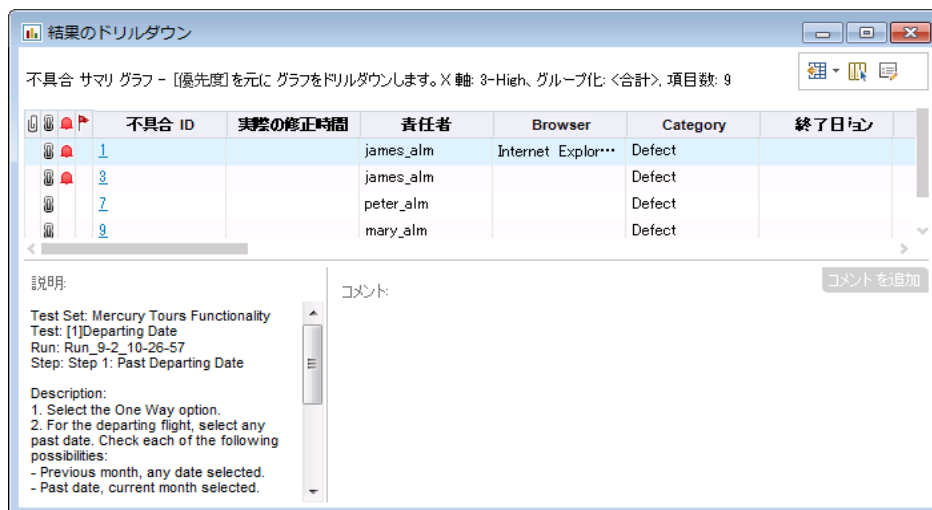 結果のドリルダウン
不具合 サマリ グラフ - [優先度] を元に グラフをドリルダウンします。X 軸: 3-High、グループ化: <合計>, 項目数: 9
不具合 ID 実際の修正時間 責任者 Browser Category 終了日
1 james_alm Internet Explor… Defect
3 james_alm Defect
7 peter_alm Defect
9 mary_alm Defect
説明:
コメント:
コメントを追加
Test Set: Mercury Tours Functionality
Test: [1]Departing Date
Run: Run_9-2_10-26-57
Step: Step 1: Past Departing Date
Description:
1. Select the One Way option.
2. For the departing flight, select any
past date. Check each of the following
possibilities:
- Previous month, any date selected.
- Past date, current month selected.